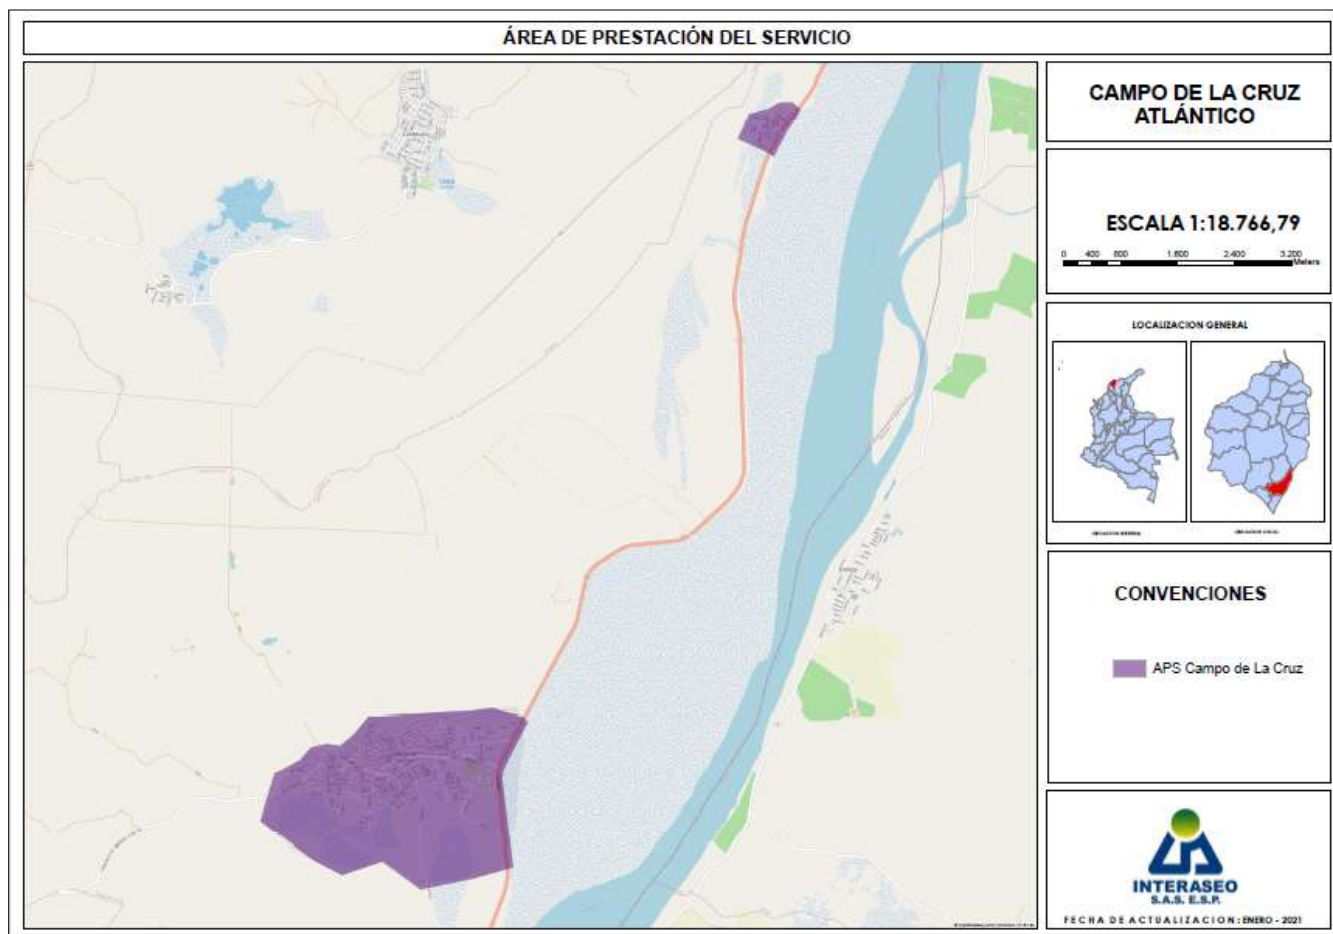 ÁREA DE PRESTACIÓN DEL SERVICIO
CAMPO DE LA CRUZ
ATLÁNTICO
ESCALA 1:18.766,79
0 400 800 1.600 2.400 3.200
Meters
LOCALIZACION GENERAL
CONVENCIONES
APS Campo de La Cruz
INTERASEO
S.A.S. E.S.P.
FECHA DE ACTUALIZACION : ENERO - 2021